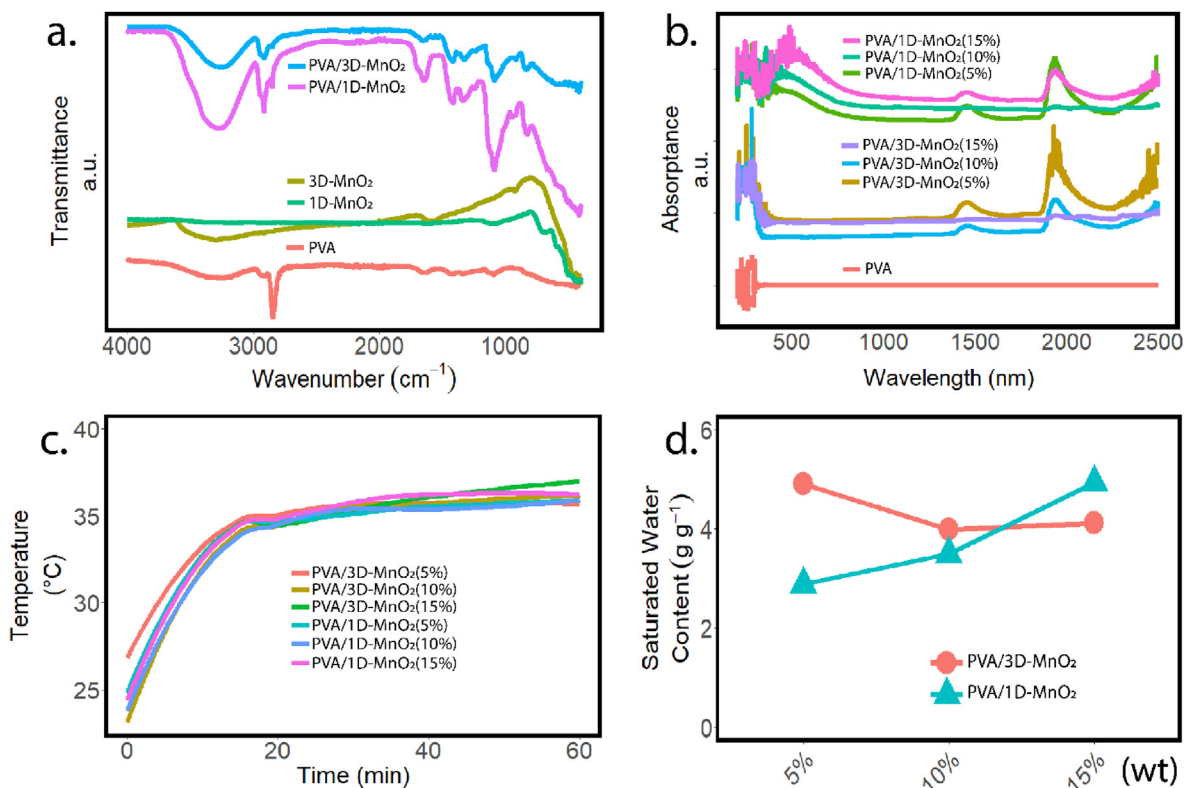 a.
PVA/3D-MnO₂
PVA/1D-MnO₂
3D-MnO₂
1D-MnO₂
PVA
Transmittance
a.u.
4000 3000 2000 1000
Wavenumber (cm⁻¹)
b.
PVA/1D-MnO₂(15%)
PVA/1D-MnO₂(10%)
PVA/1D-MnO₂(5%)
PVA/3D-MnO₂(15%)
PVA/3D-MnO₂(10%)
PVA/3D-MnO₂(5%)
PVA
Absorptance
a.u.
500 1000 1500 2000 2500
Wavelength (nm)
c.
40
35
30
25
Temperature
(°C)
PVA/3D-MnO₂(5%)
PVA/3D-MnO₂(10%)
PVA/3D-MnO₂(15%)
PVA/1D-MnO₂(5%)
PVA/1D-MnO₂(10%)
PVA/1D-MnO₂(15%)
0 20 40 60
Time (min)
d.
6
4
2
0
Saturated Water
Content (g g⁻¹)
PVA/3D-MnO₂
PVA/1D-MnO₂
5% 10% 15% (wt)